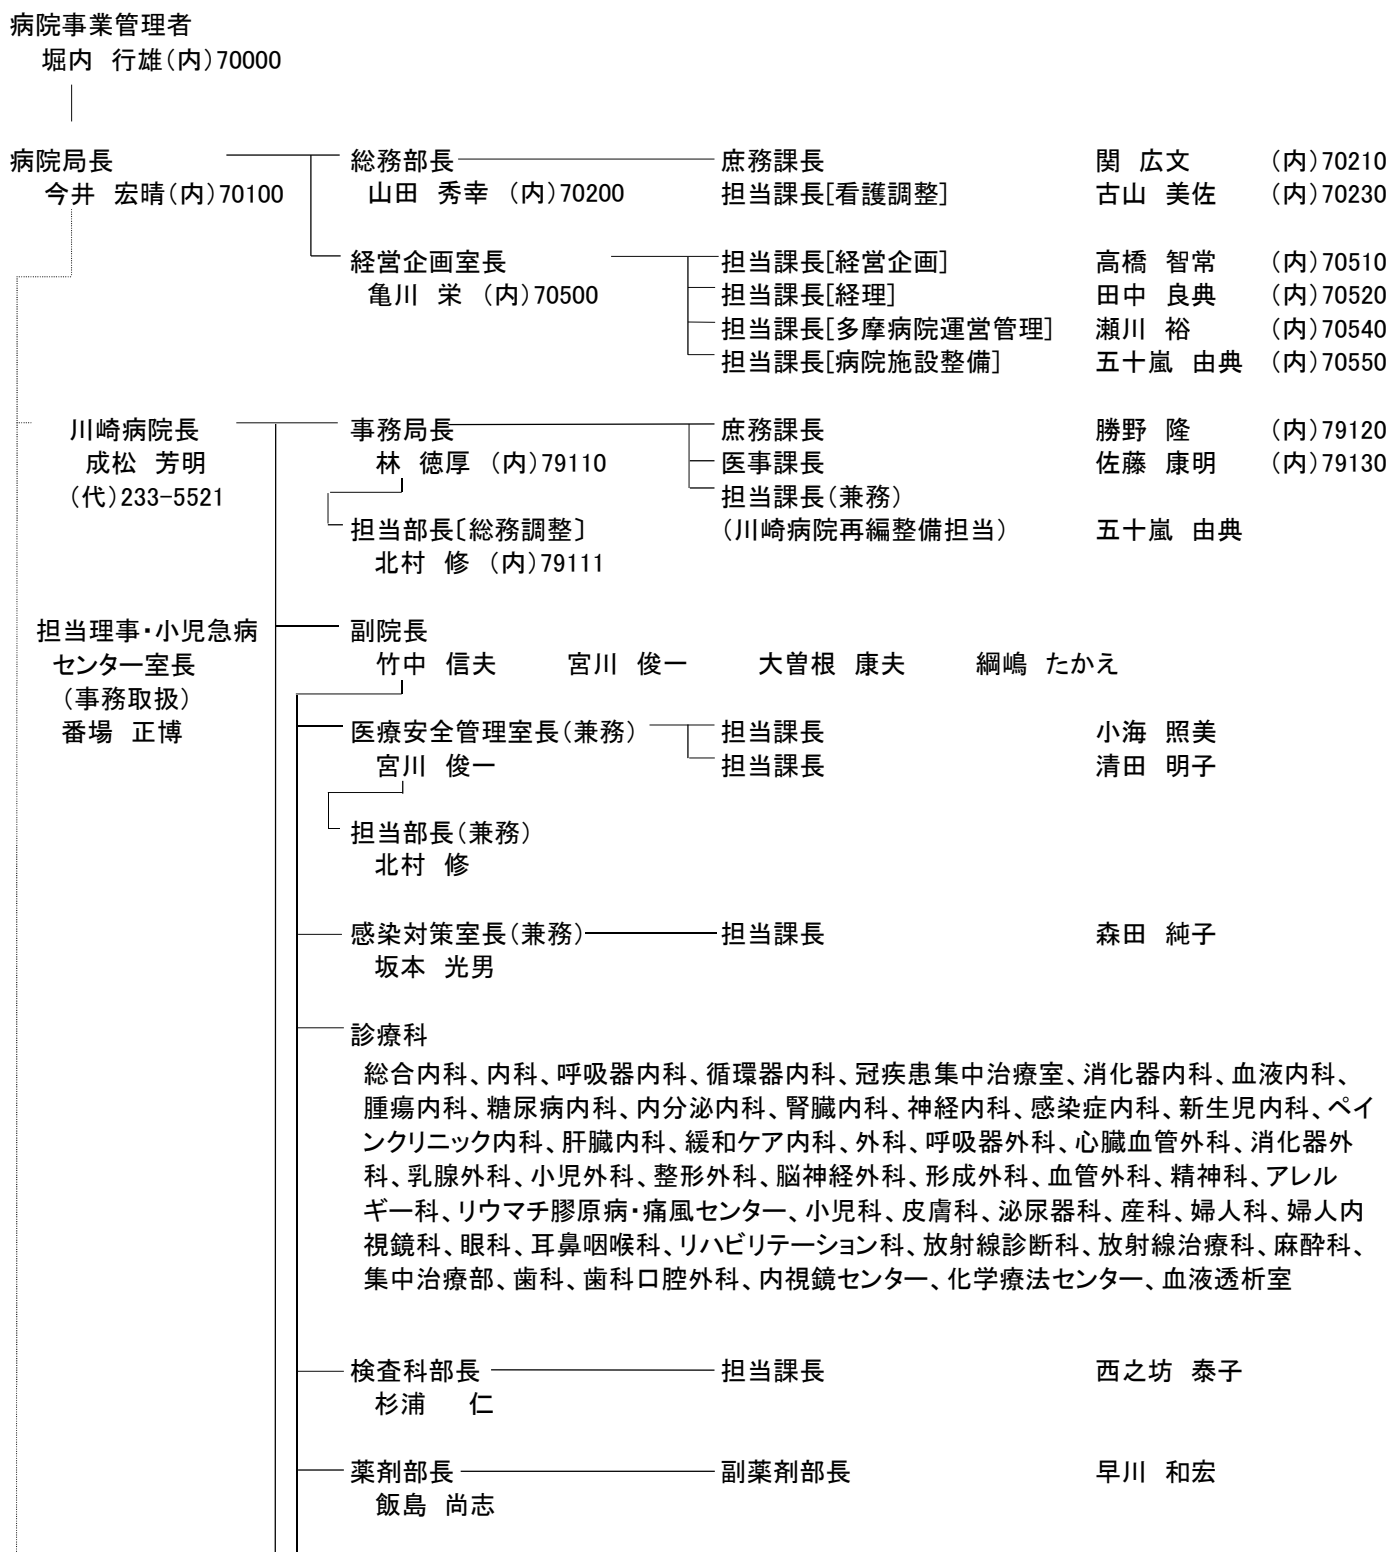 病院事業管理者
堀内 行雄(内)70000
病院局長 総務部長 庶務課長 関 広文 (内)70210
今井 宏晴(内)70100 山田 秀幸 (内)70200 担当課長[看護調整] 古山 美佐 (内)70230
経営企画室長 担当課長[経営企画] 高橋 智常 (内)70510
亀川 栄 (内)70500 担当課長[経理] 田中 良典 (内)70520
担当課長[多摩病院運営管理] 瀬川 裕 (内)70540
担当課長[病院施設整備] 五十嵐 由典 (内)70550
川崎病院長 事務局長 庶務課長 勝野 隆 (内)79120
成松 芳明 林 徳厚 (内)79110 医事課長 佐藤 康明 (内)79130
(代)233-5521 担当課長(兼務)
担当部長〔総務調整〕 (川崎病院再編整備担当) 五十嵐 由典
北村 修 (内)79111
担当理事・小児急病 副院長
センター室長 竹中 信夫 宮川 俊一 大曽根 康夫 綱嶋 たかえ
(事務取扱)
番場 正博 医療安全管理室長(兼務) 担当課長 小海 照美
宮川 俊一 担当課長 清田 明子
担当部長(兼務)
北村 修
感染対策室長(兼務) 担当課長 森田 純子
坂本 光男
診療科
総合内科、内科、呼吸器内科、循環器内科、冠疾患集中治療室、消化器内科、血液内科、
腫瘍内科、糖尿病内科、内分泌内科、腎臓内科、神経内科、感染症内科、新生児内科、ペイ
ンクリニック内科、肝臓内科、緩和ケア内科、外科、呼吸器外科、心臓血管外科、消化器外
科、乳腺外科、小児外科、整形外科、脳神経外科、形成外科、血管外科、精神科、アレル
ギー科、リウマチ膠原病・痛風センター、小児科、皮膚科、泌尿器科、産科、婦人科、婦人内
視鏡科、眼科、耳鼻咽喉科、リハビリテーション科、放射線診断科、放射線治療科、麻酔科、
集中治療部、歯科、歯科口腔外科、内視鏡センター、化学療法センター、血液透析室
検査科部長 担当課長 西之坊 泰子
杉浦 仁
薬剤部長 副薬剤部長 早川 和宏
飯島 尚志